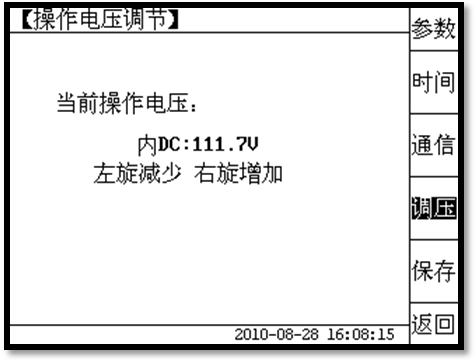 【操作电压调节】
当前操作电压：
内DC:111.7V
左旋减少 右旋增加
参数
时间
通信
调压
保存
返回
2010-08-28 16:08:15